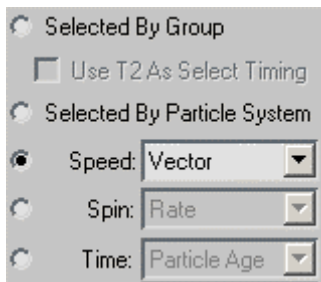 Selected By Group
Use T2 As Select Timing
Selected By Particle System
Speed: Vector
Spin: Rate
Time: Particle Age